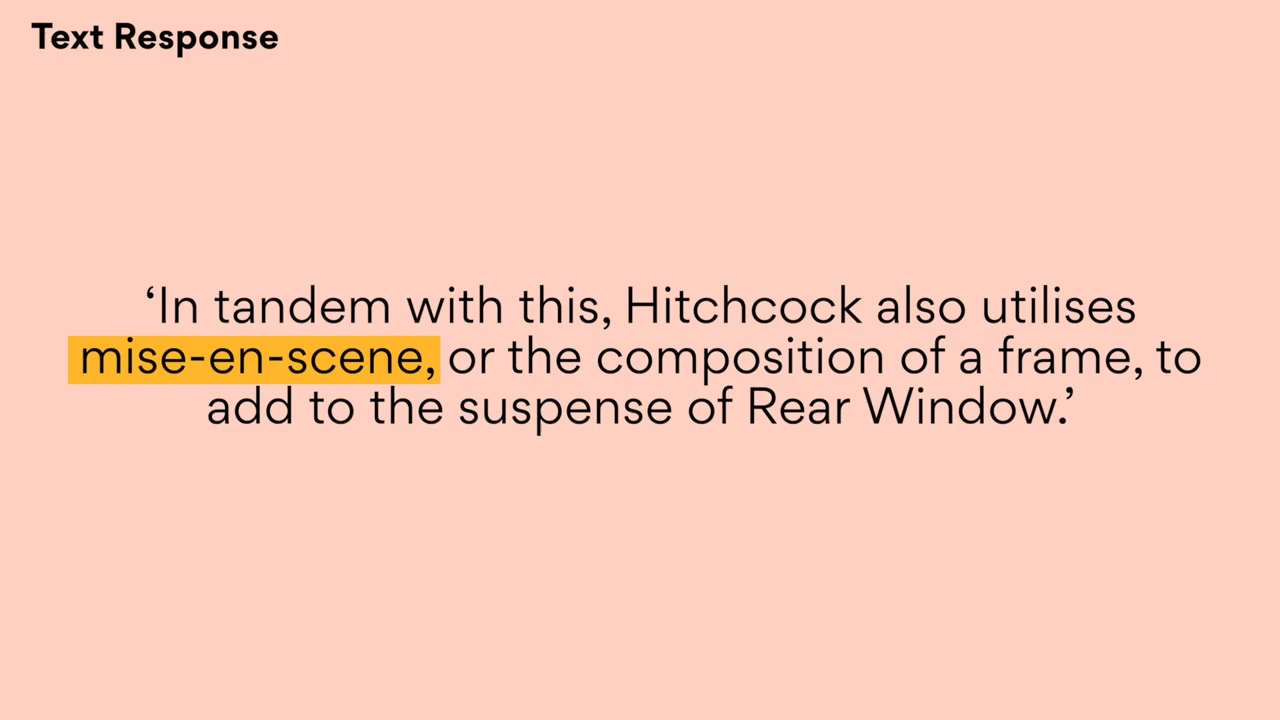 Text Response
‘In tandem with this, Hitchcock also utilises
mise-en-scene, or the composition of a frame, to
add to the suspense of Rear Window.’